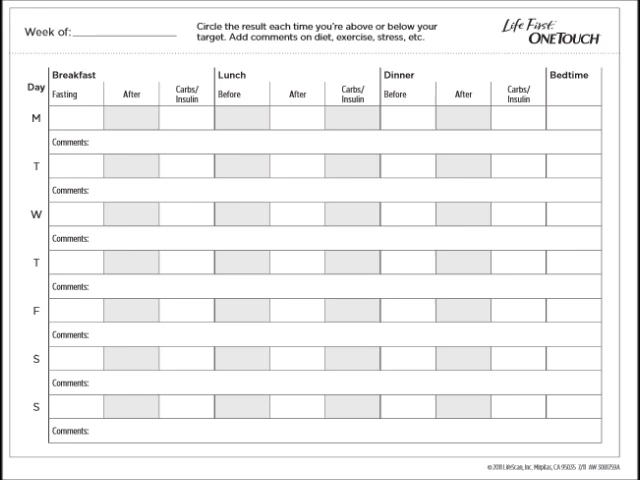 Week of:
Circle the result each time you're above or below your
target. Add comments on diet, exercise, stress, etc.
Life First.
ONETOUCH
Breakfast Lunch Dinner Bedtime
Day Fasting After Carbs/Insulin Before After Carbs/Insulin Before After Carbs/Insulin
M
Comments:
T
Comments:
W
Comments:
T
Comments:
F
Comments:
S
Comments:
S
Comments:
© 2011 LifeScan, Inc. Milpitas, CA 95035 7/11